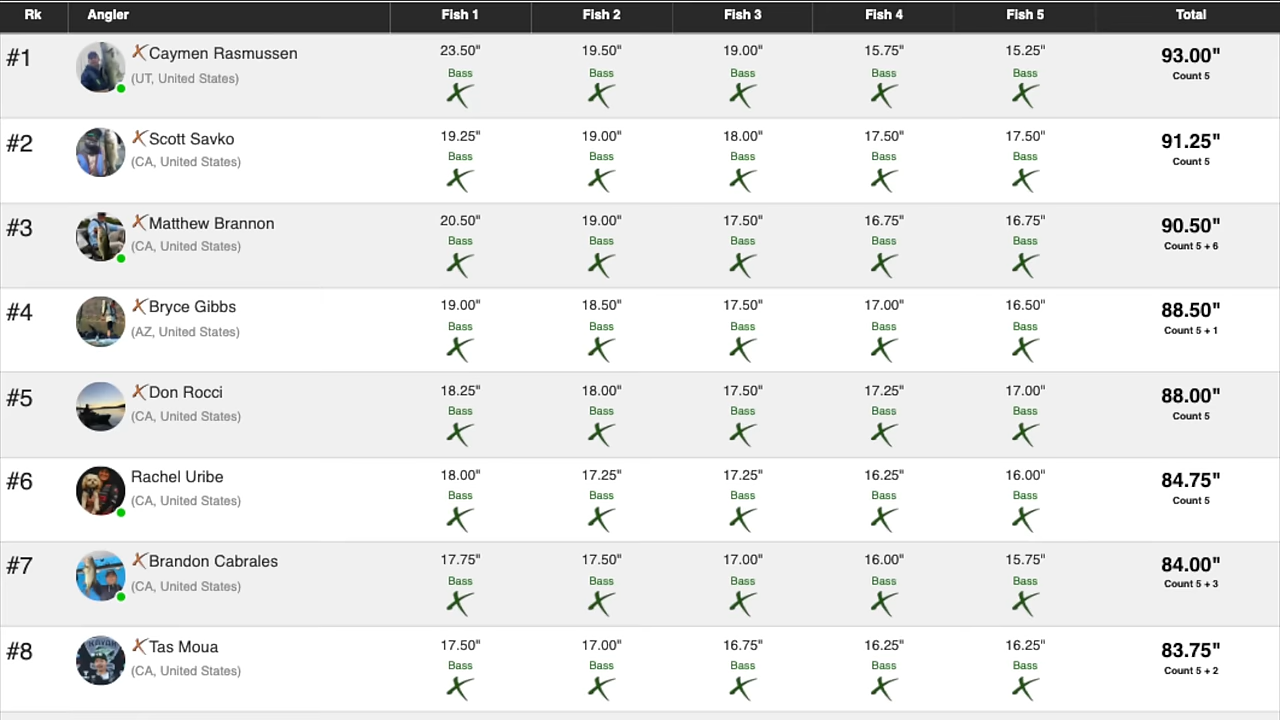 Rk Angler Fish 1 Fish 2 Fish 3 Fish 4 Fish 5 Total
#1 Caymen Rasmussen 23.50" 19.50" 19.00" 15.75" 15.25" 93.00"
(UT, United States) Bass Bass Bass Bass Bass Count 5
#2 Scott Savko 19.25" 19.00" 18.00" 17.50" 17.50" 91.25"
(CA, United States) Bass Bass Bass Bass Bass Count 5
#3 Matthew Brannon 20.50" 19.00" 17.50" 16.75" 16.75" 90.50"
(CA, United States) Bass Bass Bass Bass Bass Count 5 + 6
#4 Bryce Gibbs 19.00" 18.50" 17.50" 17.00" 16.50" 88.50"
(AZ, United States) Bass Bass Bass Bass Bass Count 5 + 1
#5 Don Rocci 18.25" 18.00" 17.50" 17.25" 17.00" 88.00"
(CA, United States) Bass Bass Bass Bass Bass Count 5
#6 Rachel Uribe 18.00" 17.25" 17.25" 16.25" 16.00" 84.75"
(CA, United States) Bass Bass Bass Bass Bass Count 5
#7 Brandon Cabrales 17.75" 17.50" 17.00" 16.00" 15.75" 84.00"
(CA, United States) Bass Bass Bass Bass Bass Count 5 + 3
#8 Tas Moua 17.50" 17.00" 16.75" 16.25" 16.25" 83.75"
(CA, United States) Bass Bass Bass Bass Bass Count 5 + 2